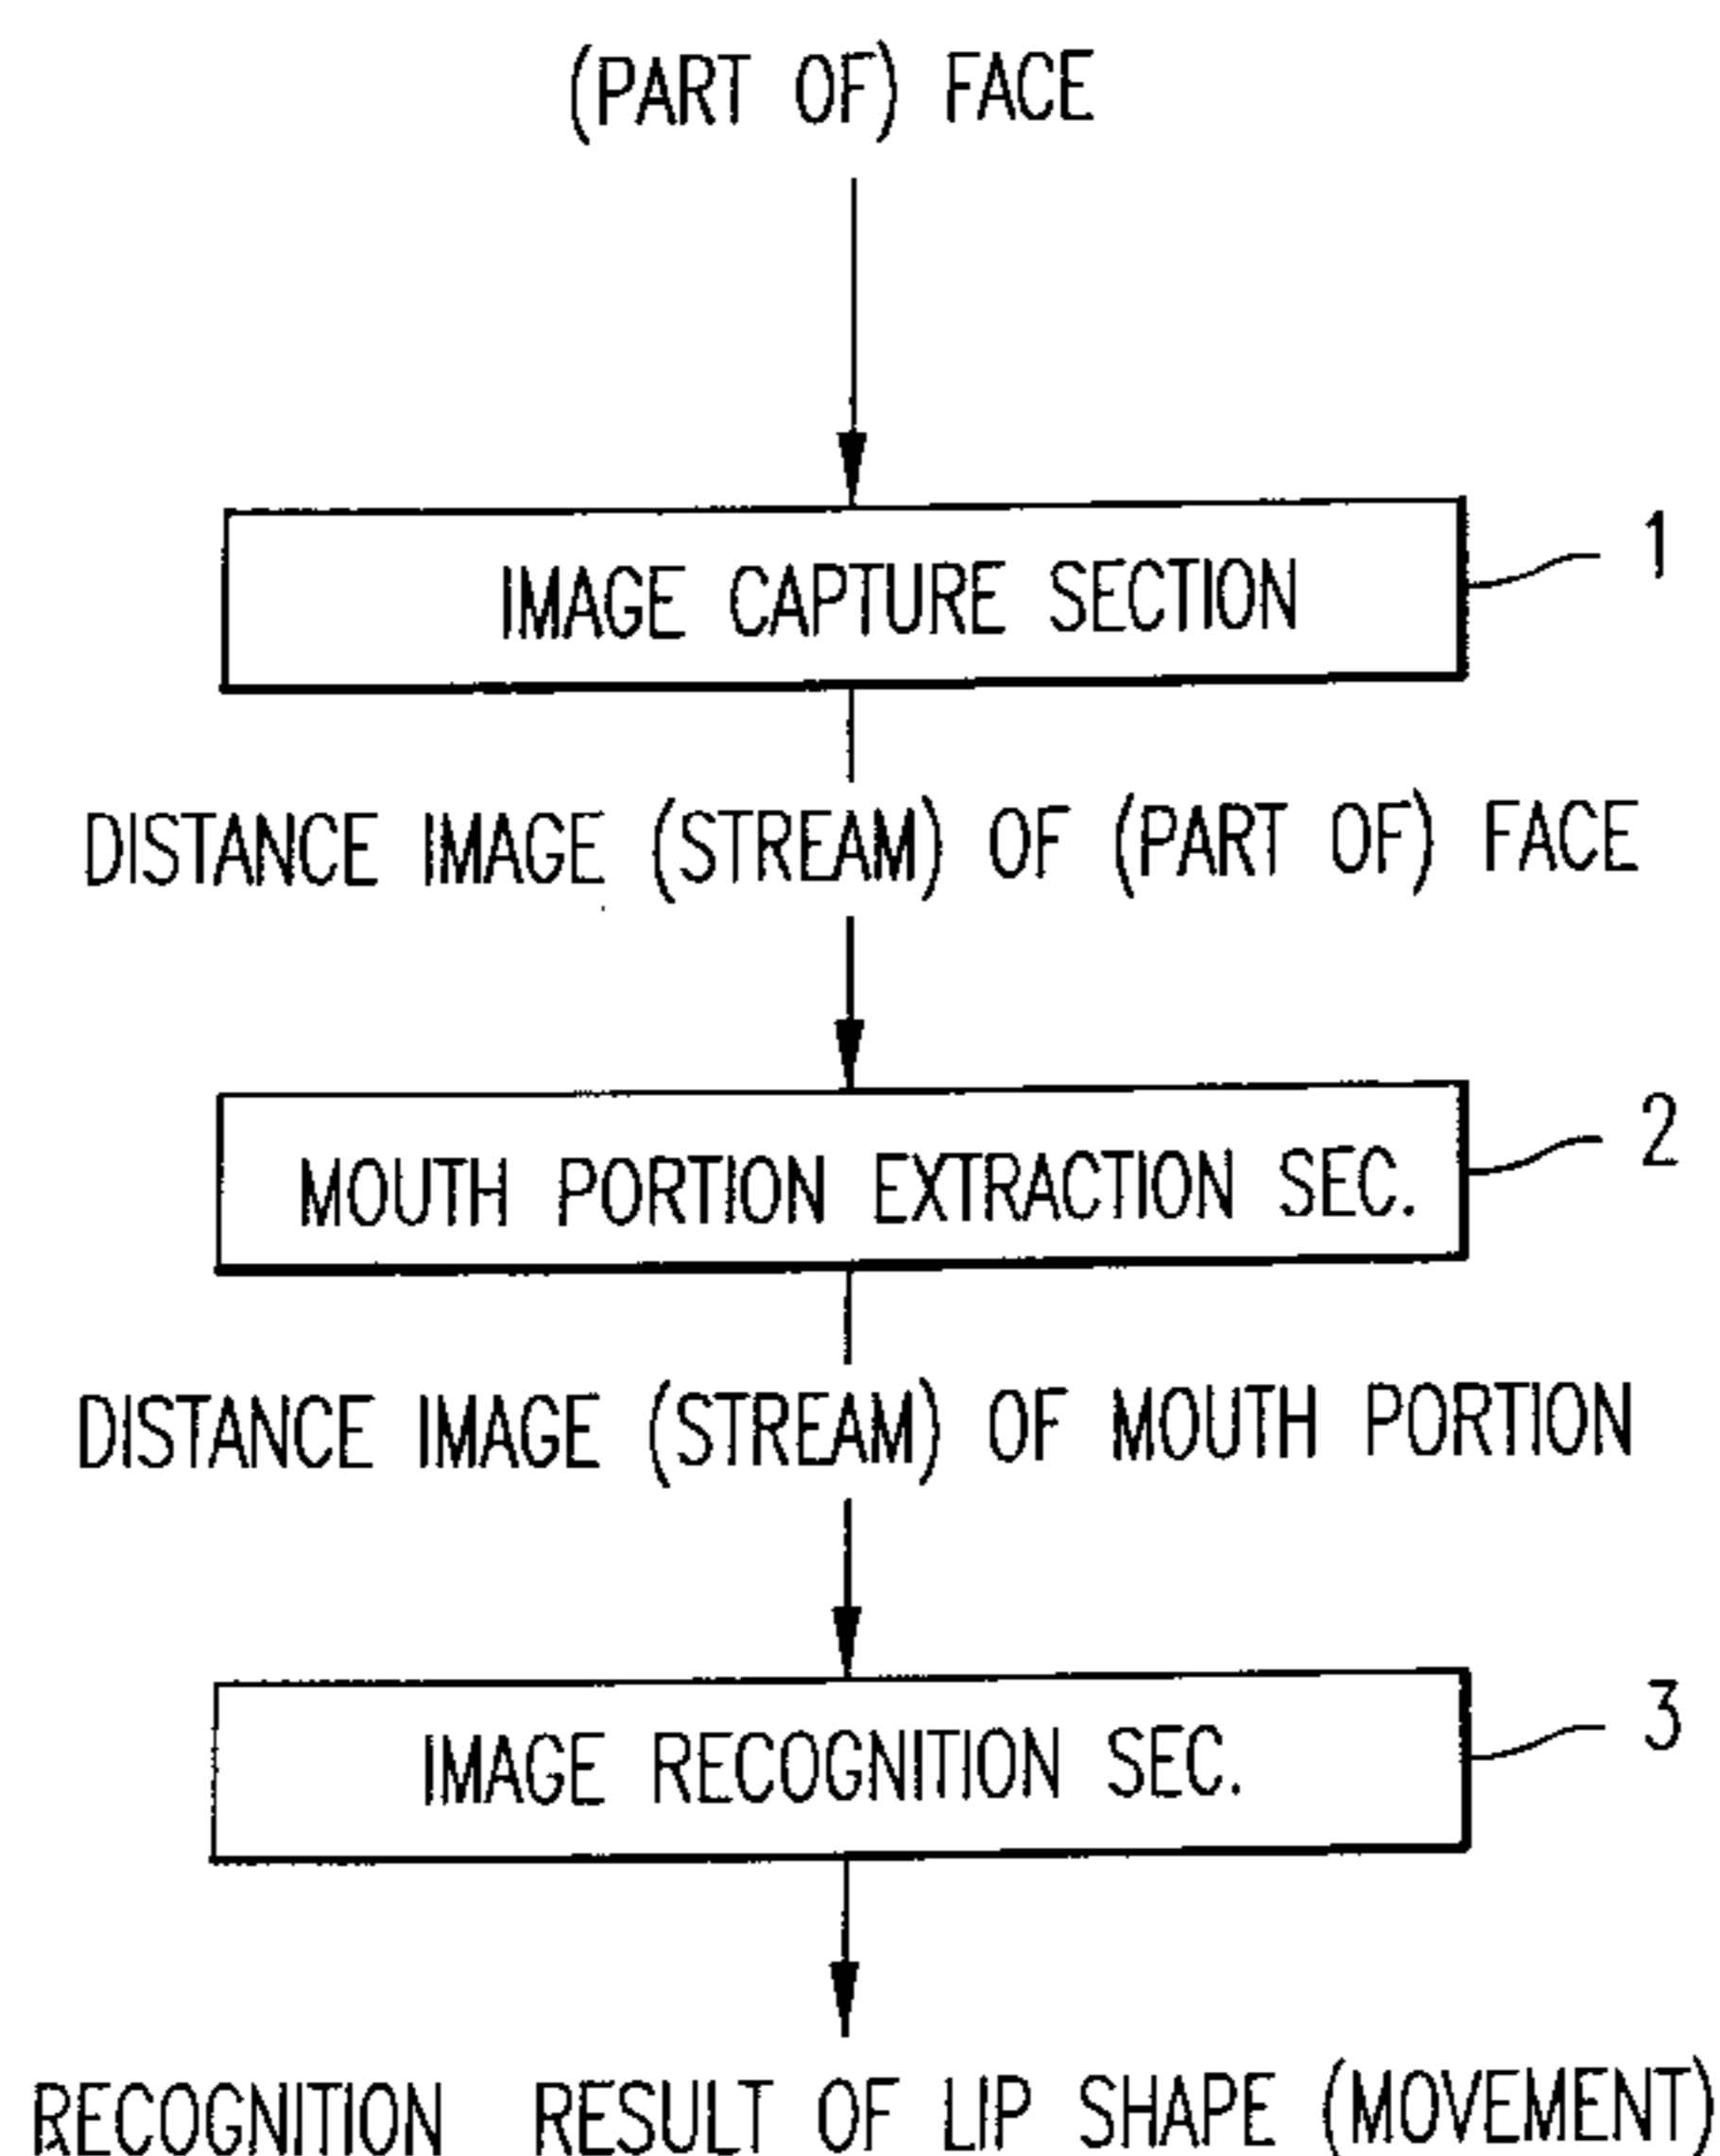 (PART OF) FACE
IMAGE CAPTURE SECTION
1
DISTANCE IMAGE (STREAM) OF (PART OF) FACE
MOUTH PORTION EXTRACTION SEC.
2
DISTANCE IMAGE (STREAM) OF MOUTH PORTION
IMAGE RECOGNITION SEC.
3
RECOGNITION RESULT OF LIP SHAPE (MOVEMENT)